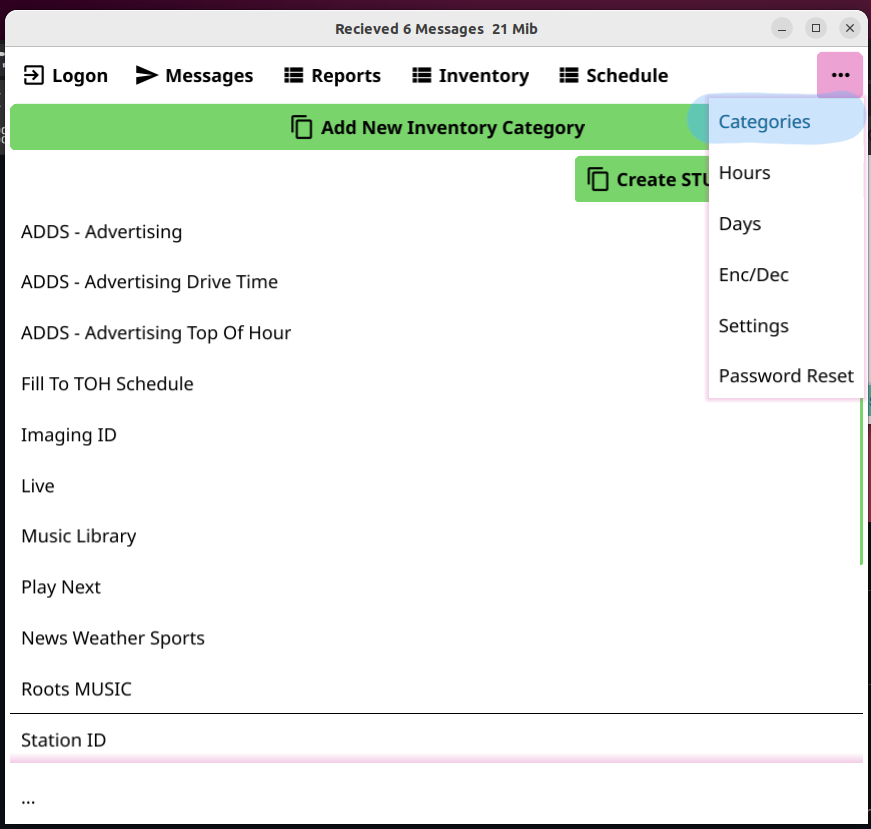 Recieved 6 Messages 21 Mib
Logon Messages Reports Inventory Schedule ...
Add New Inventory Category
Categories
Hours
Days
Enc/Dec
Settings
Password Reset
Create
ADDS - Advertising
ADDS - Advertising Drive Time
ADDS - Advertising Top Of Hour
Fill To TOH Schedule
Imaging ID
Live
Music Library
Play Next
News Weather Sports
Roots MUSIC
Station ID
...